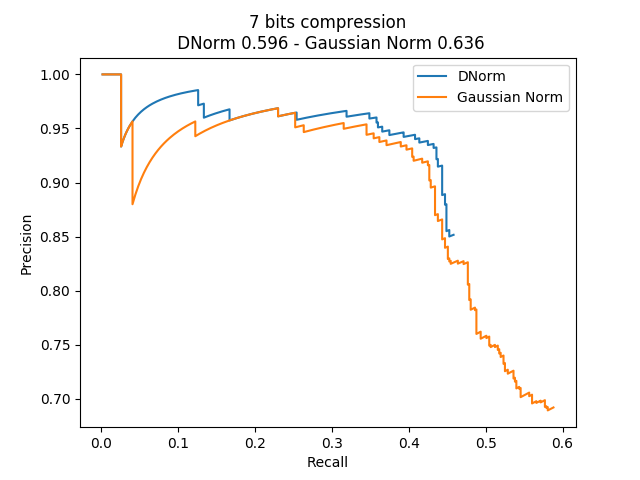 7 bits compression
DNorm 0.596 - Gaussian Norm 0.636
DNorm
Gaussian Norm
Precision
1.00
0.95
0.90
0.85
0.80
0.75
0.70
0.0 0.1 0.2 0.3 0.4 0.5 0.6
Recall